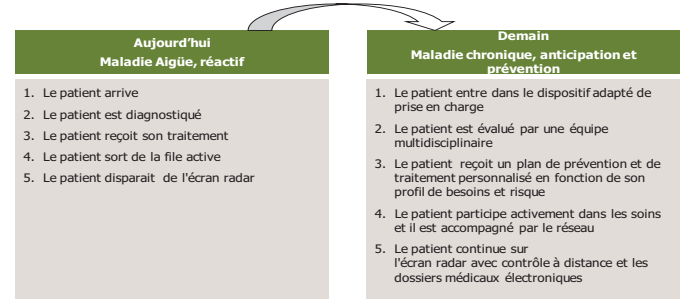 Aujourd'hui
Maladie Aigüe, réactif
1. Le patient arrive
2. Le patient est diagnostiqué
3. Le patient reçoit son traitement
4. Le patient sort de la file active
5. Le patient disparait de l'écran radar
Demain
Maladie chronique, anticipation et
prévention
1. Le patient entre dans le dispositif adapté de
prise en charge
2. Le patient est évalué par une équipe
multidisciplinaire
3. Le patient reçoit un plan de prévention et de
traitement personnalisé en fonction de son
profil de besoins et risque
4. Le patient participe activement dans les soins
et il est accompagné par le réseau
5. Le patient continue sur
l'écran radar avec contrôle à distance et les
dossiers médicaux électroniques